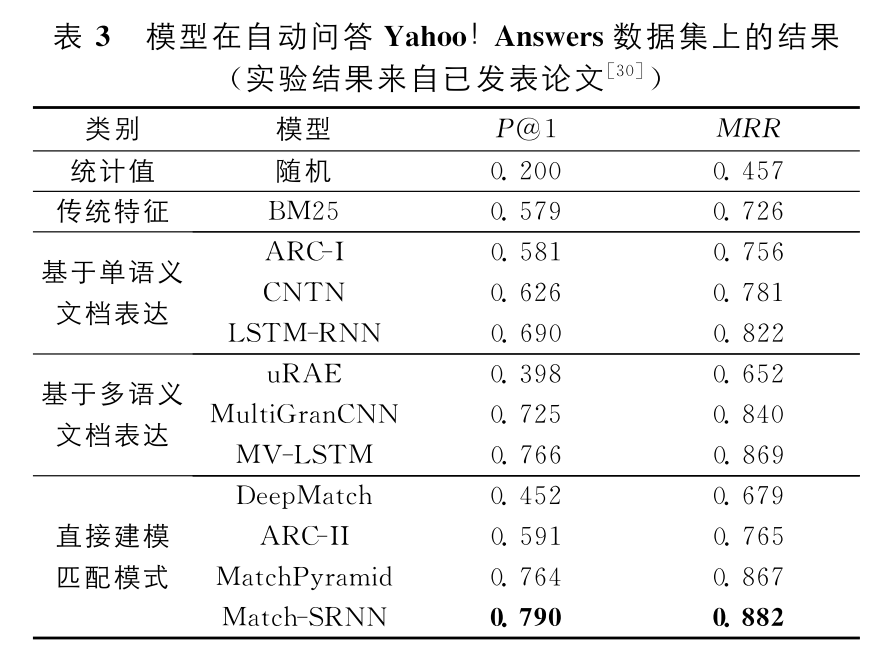 表 3 模型在自动问答 Yahoo! Answers 数据集上的结果
（实验结果来自已发表论文[30]）
类别 模型 P@1 MRR
统计值 随机 0.200 0.457
传统特征 BM25 0.579 0.726
基于单语义
文档表达
ARC-I 0.581 0.756
CNTN 0.626 0.781
LSTM-RNN 0.690 0.822
基于多语义
文档表达
uRAE 0.398 0.652
MultiGranCNN 0.725 0.840
MV-LSTM 0.766 0.869
直接建模
匹配模式
DeepMatch 0.452 0.679
ARC-II 0.591 0.765
MatchPyramid 0.764 0.867
Match-SRNN 0.790 0.882